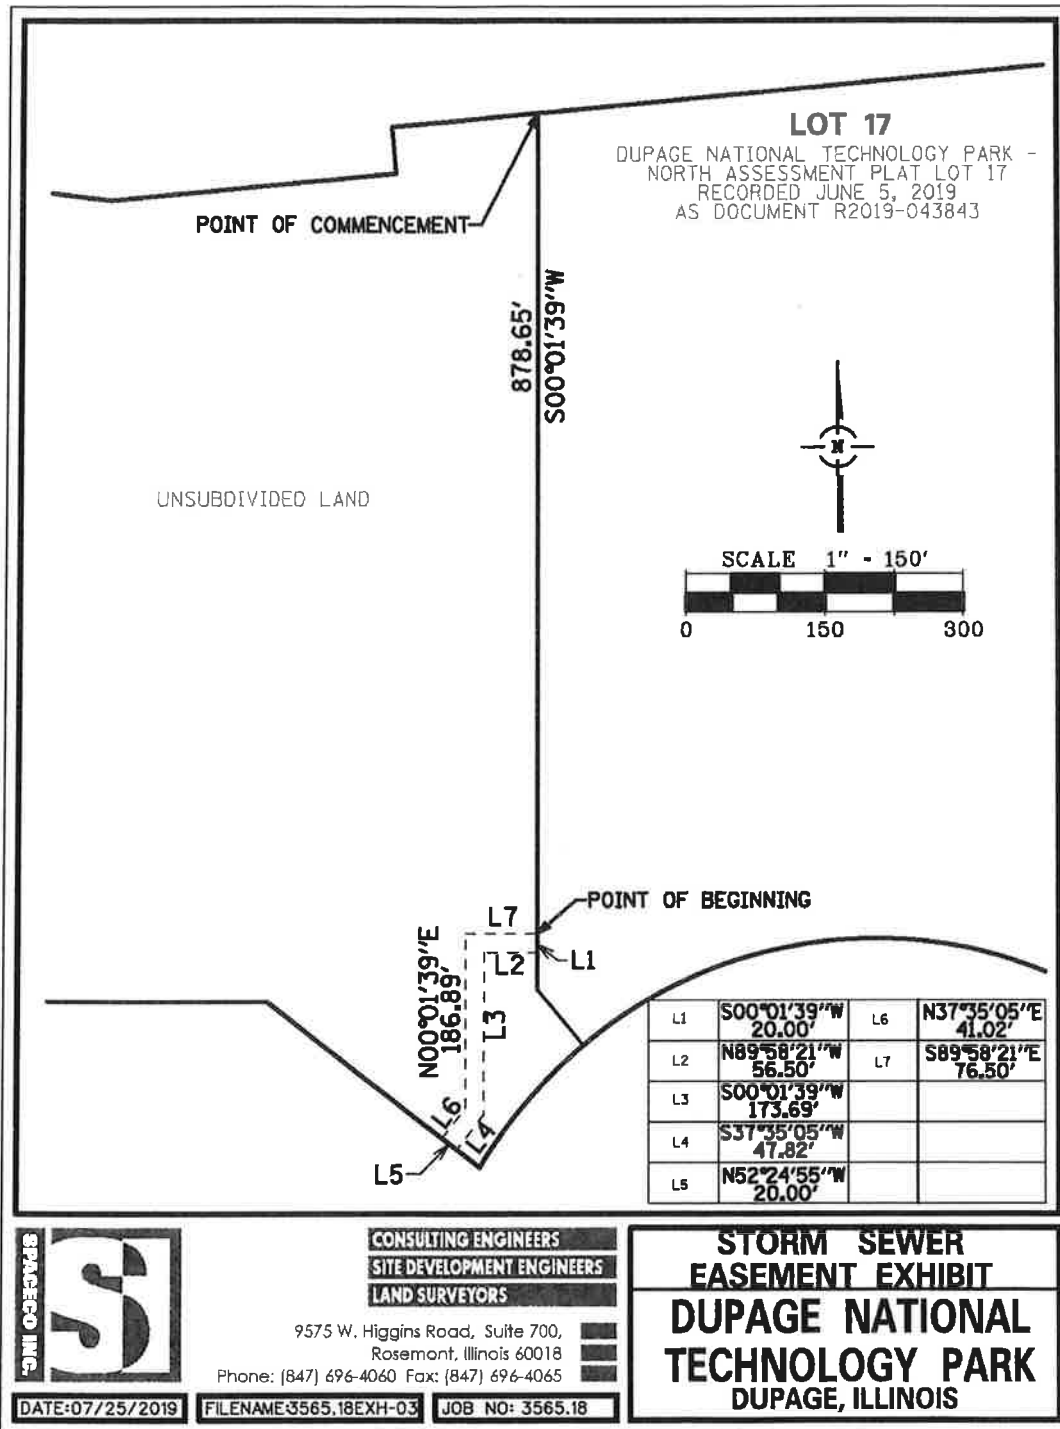 LOT 17
DUPAGE NATIONAL TECHNOLOGY PARK -
NORTH ASSESSMENT PLAT LOT 17
RECORDED JUNE 5, 2019
AS DOCUMENT R2019-043843
POINT OF COMMENCEMENT
878.65'
S00°01'39"W
UNSUBDIVIDED LAND
N
SCALE 1" - 150'
0 150 300
POINT OF BEGINNING
L7
L2
L1
N00°01'39"E
186.89'
L3
L6
L4
L5
L1 S00°01'39"W 20.00' L6 N37°35'05"E 41.02'
L2 N89°58'21"W 56.50' L7 S89°58'21"E 76.50'
L3 S00°01'39"W 173.69'
L4 S37°35'05"W 47.82'
L5 N52°24'55"W 20.00'
SPACECO INC.
CONSULTING ENGINEERS
SITE DEVELOPMENT ENGINEERS
LAND SURVEYORS
9575 W. Higgins Road, Suite 700,
Rosemont, Illinois 60018
Phone: (847) 696-4060 Fax: (847) 696-4065
DATE:07/25/2019
FILENAME:3565.18EXH-03
JOB NO: 3565.18
STORM SEWER
EASEMENT EXHIBIT
DUPAGE NATIONAL
TECHNOLOGY PARK
DUPAGE, ILLINOIS